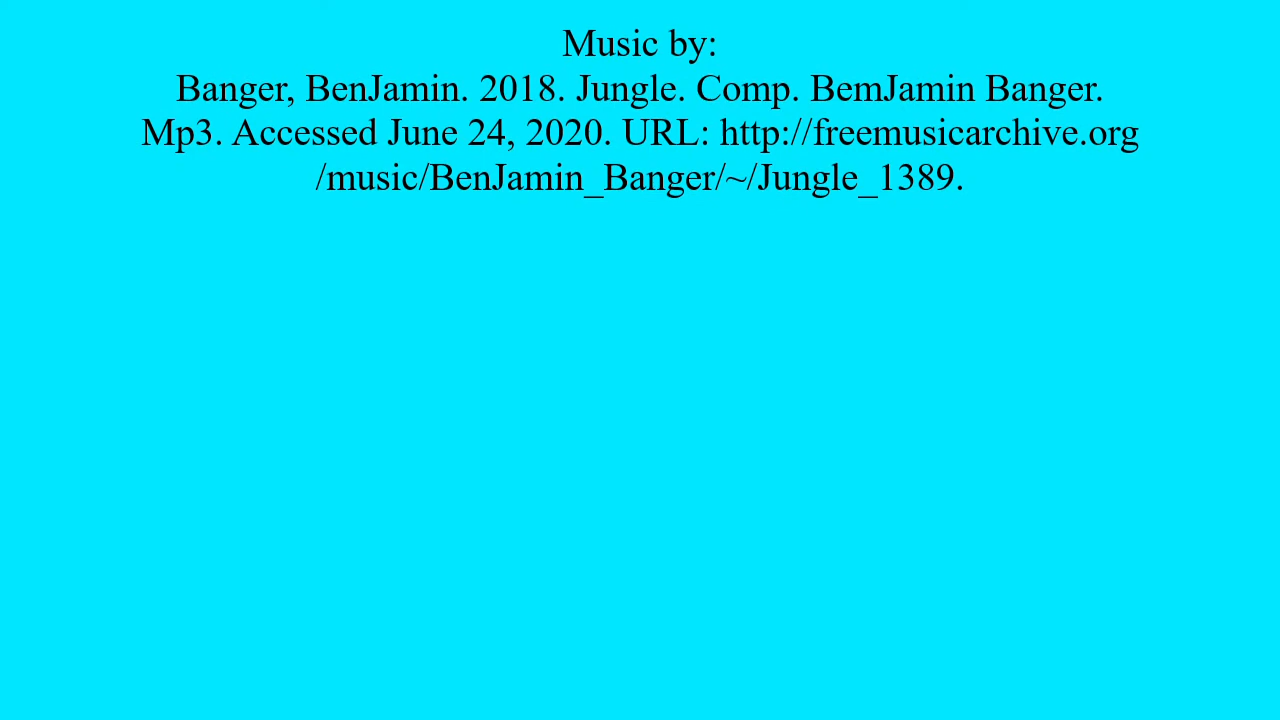 Music by:
Banger, BenJamin. 2018. Jungle. Comp. BemJamin Banger.
Mp3. Accessed June 24, 2020. URL: http://freemusicarchive.org
/music/BenJamin_Banger/~/Jungle_1389.